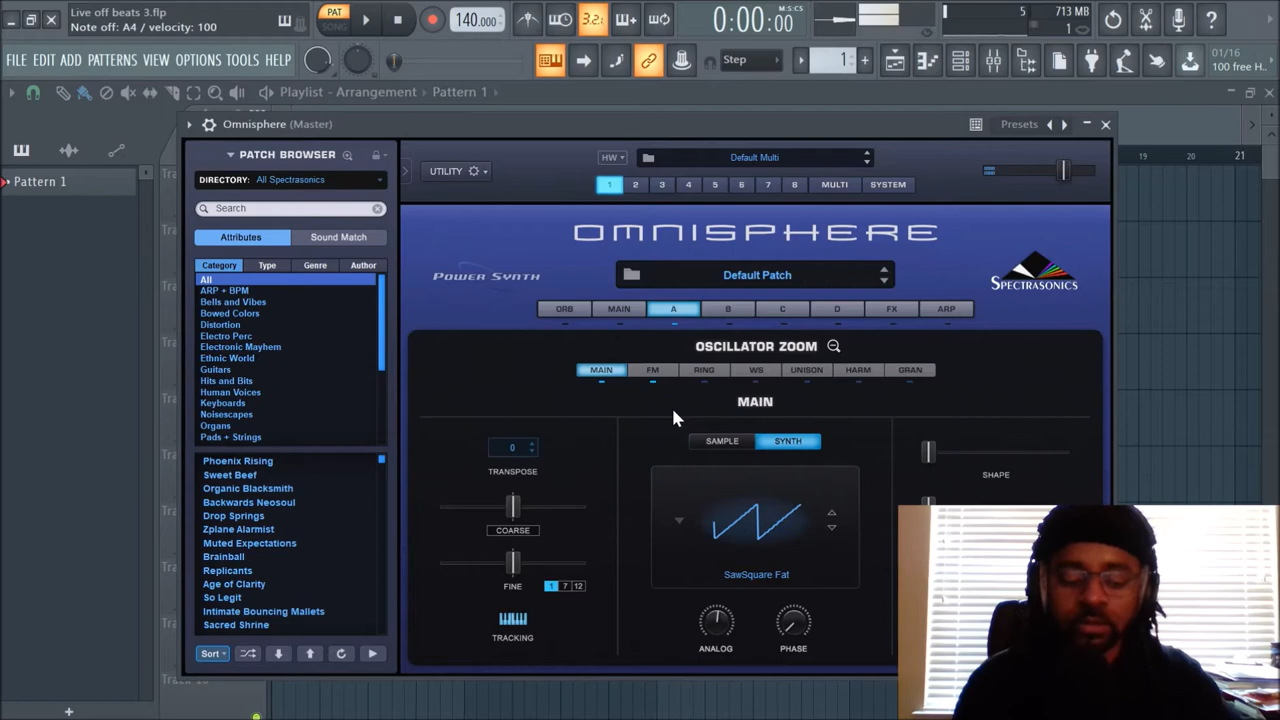 Live off beats 3.flp
Note off: A4 / velocity: 100
PAT
SONG
140.000
3.2:
0:00:00
M:S:CS
5
713 MB
1
FILE EDIT ADD PATTERNS VIEW OPTIONS TOOLS HELP
Step
1
01/16
100 free H..
Playlist - Arrangement
Pattern 1
Pattern 1
Omnisphere (Master)
Presets
19
20
21
PATCH BROWSER
DIRECTORY: All Spectrasonics
Search
Attributes
Sound Match
Category
Type
Genre
Author
All
ARP + BPM
Bells and Vibes
Bowed Colors
Distortion
Electro Perc
Electronic Mayhem
Ethnic World
Guitars
Hits and Bits
Human Voices
Keyboards
Noisescapes
Organs
Pads + Strings
Phoenix Rising
Sweet Beef
Organic Blacksmith
Backwards Neosoul
Drop Springs
Zplane Alarmist
Muted Expectations
Brainball
Replicants
Age of Clarity
So Legit
Intimate Bouncing Mallets
Sacred Shrine
Sort
UTILITY
HW
Default Multi
1 2 3 4 5 6 7 8 MULTI SYSTEM
OMNISPHERE
POWER SYNTH
Default Patch
SPECTRASONICS
ORB MAIN A B C D FX ARP
OSCILLATOR ZOOM
MAIN FM RING WS UNISON HARM GRAN
MAIN
0
TRANSPOSE
COARSE
FINE
1 7 12
TRACKING
SAMPLE SYNTH
SawSquare Fat
ANALOG
PHASE
SHAPE